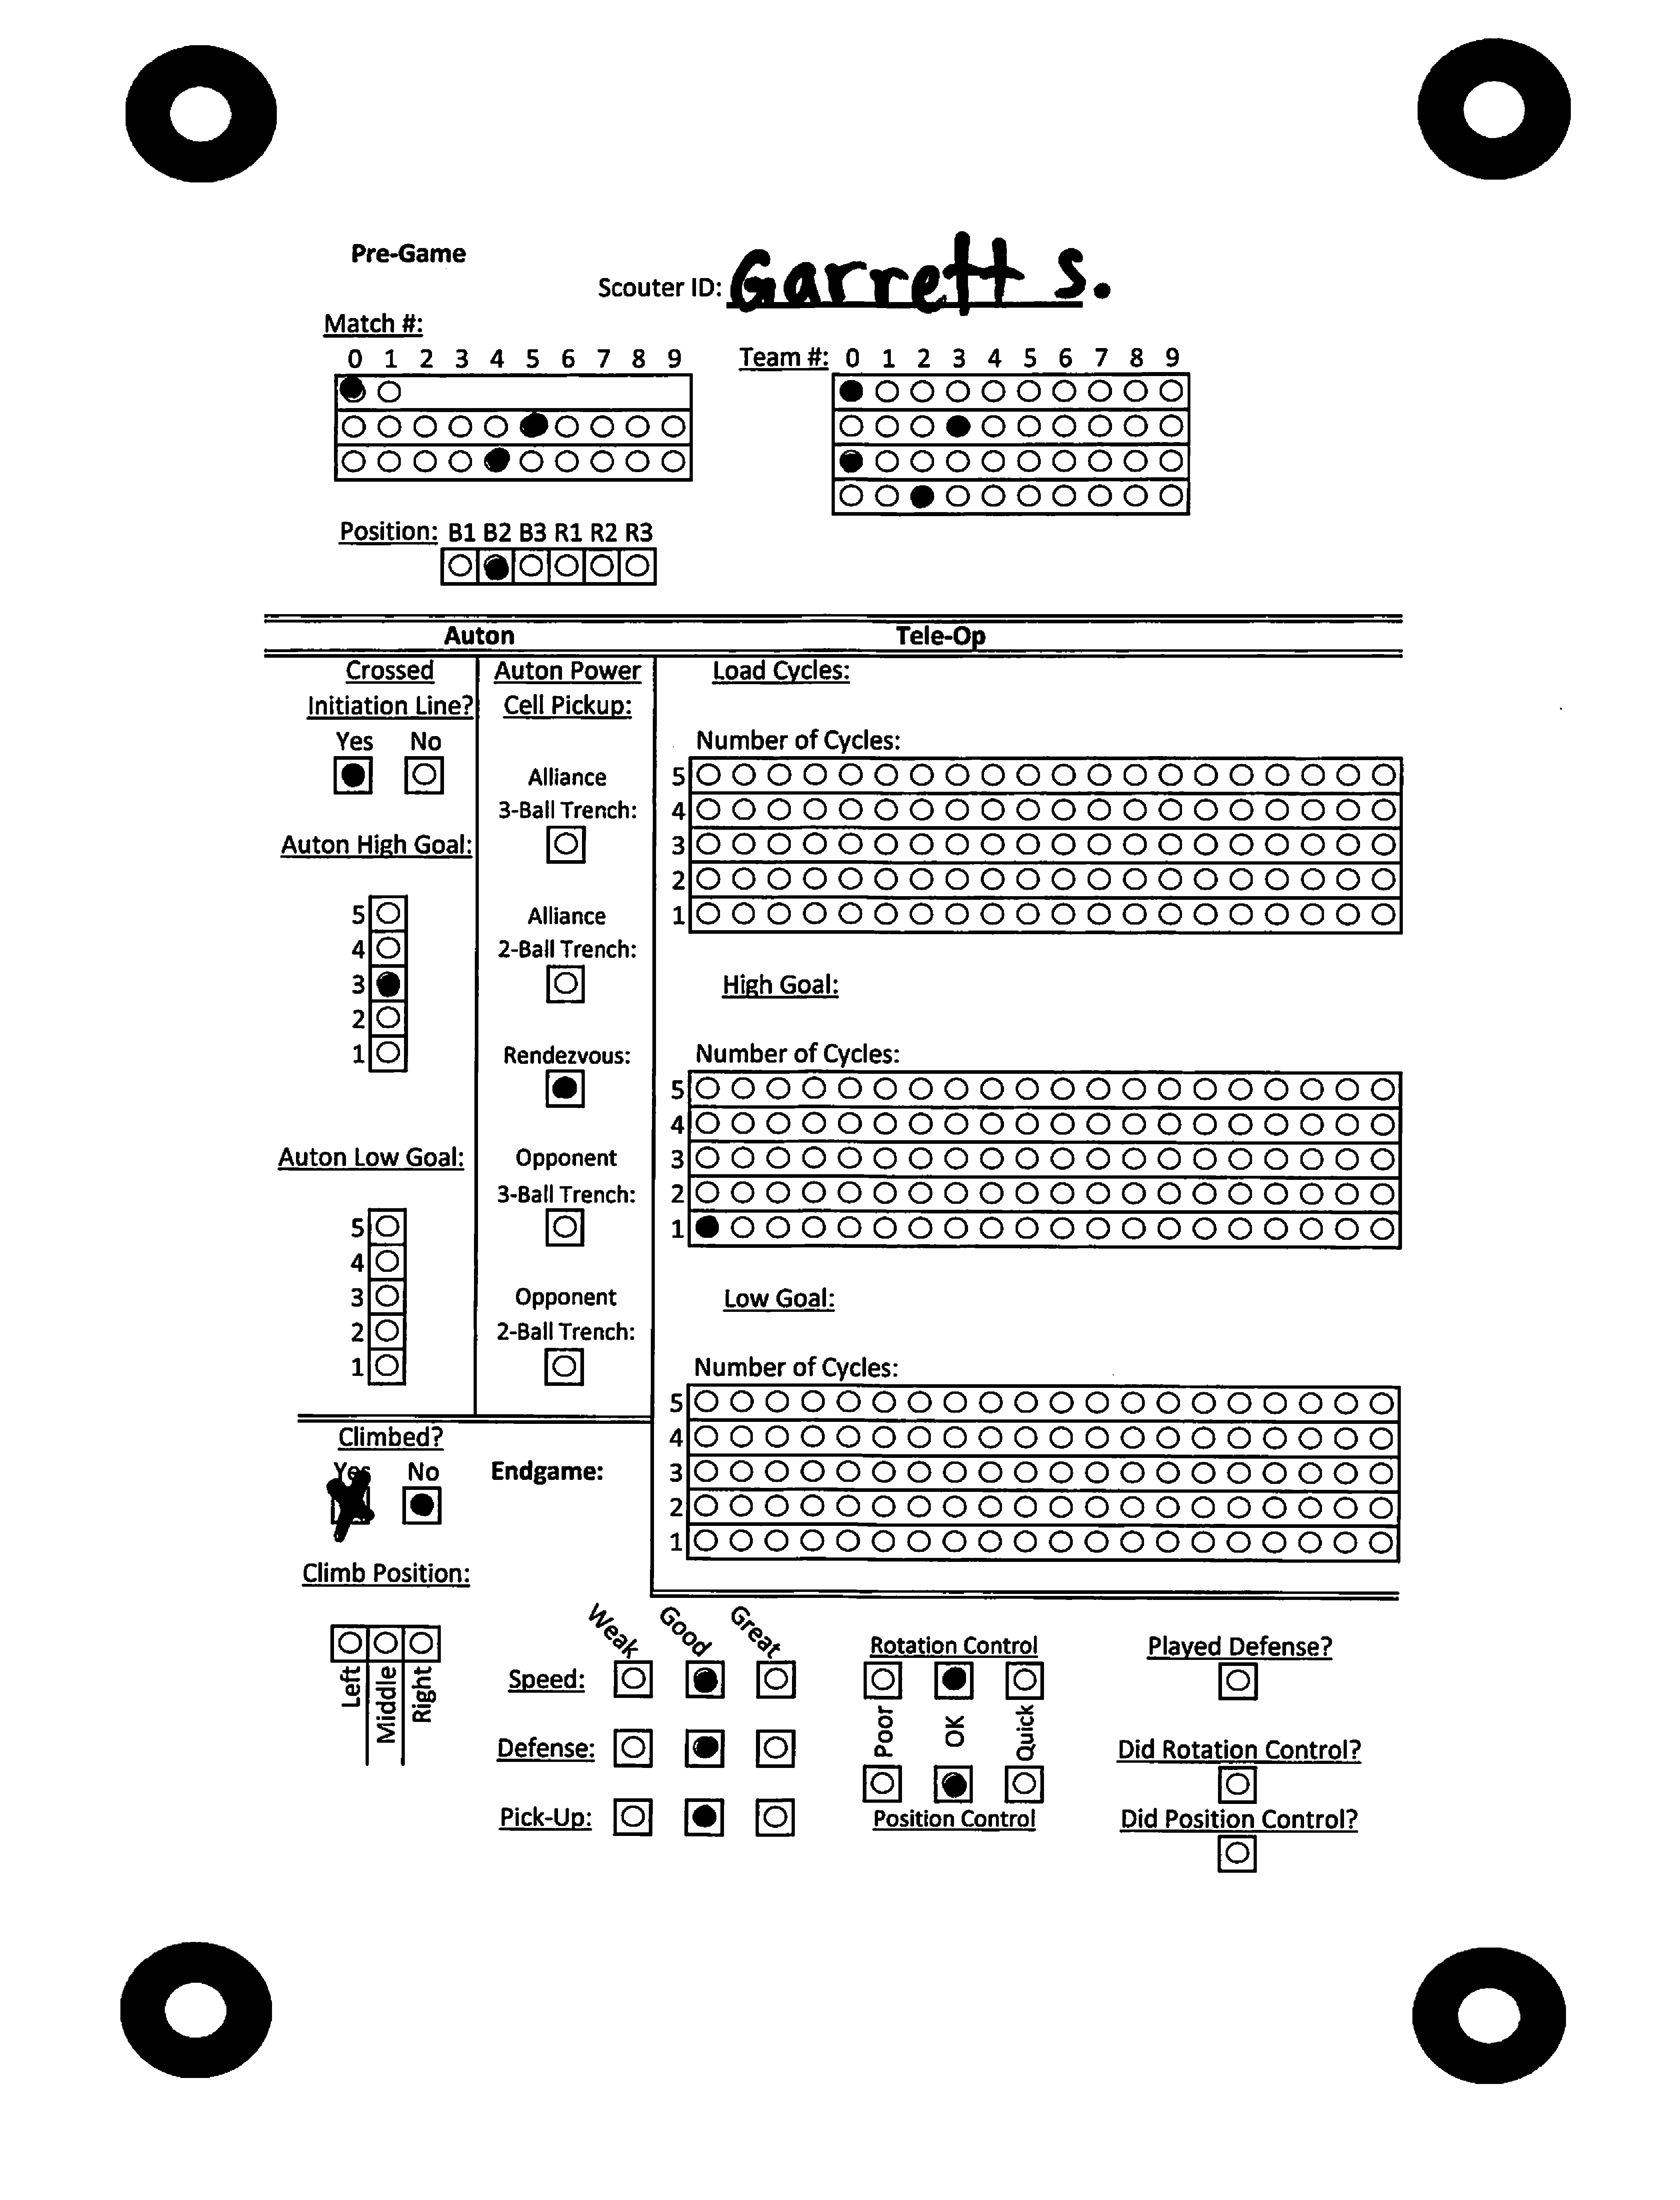 Pre-Game
Scouter ID: Garrett S.
Match #:
0 1 2 3 4 5 6 7 8 9
Team #: 0 1 2 3 4 5 6 7 8 9
Position: B1 B2 B3 R1 R2 R3
Auton
Tele-Op
Crossed
Initiation Line?
Yes No
Auton High Goal:
5
4
3
2
1
Auton Low Goal:
5
4
3
2
1
Auton Power
Cell Pickup:
Alliance
3-Ball Trench:
Alliance
2-Ball Trench:
Rendezvous:
Opponent
3-Ball Trench:
Opponent
2-Ball Trench:
Load Cycles:
Number of Cycles:
5
4
3
2
1
High Goal:
Number of Cycles:
5
4
3
2
1
Low Goal:
Number of Cycles:
5
4
3
2
1
Climbed?
Yes No
Endgame:
Climb Position:
Left
Middle
Right
Weak Good Great
Speed:
Defense:
Pick-Up:
Rotation Control
Poor OK Quick
Position Control
Played Defense?
Did Rotation Control?
Did Position Control?